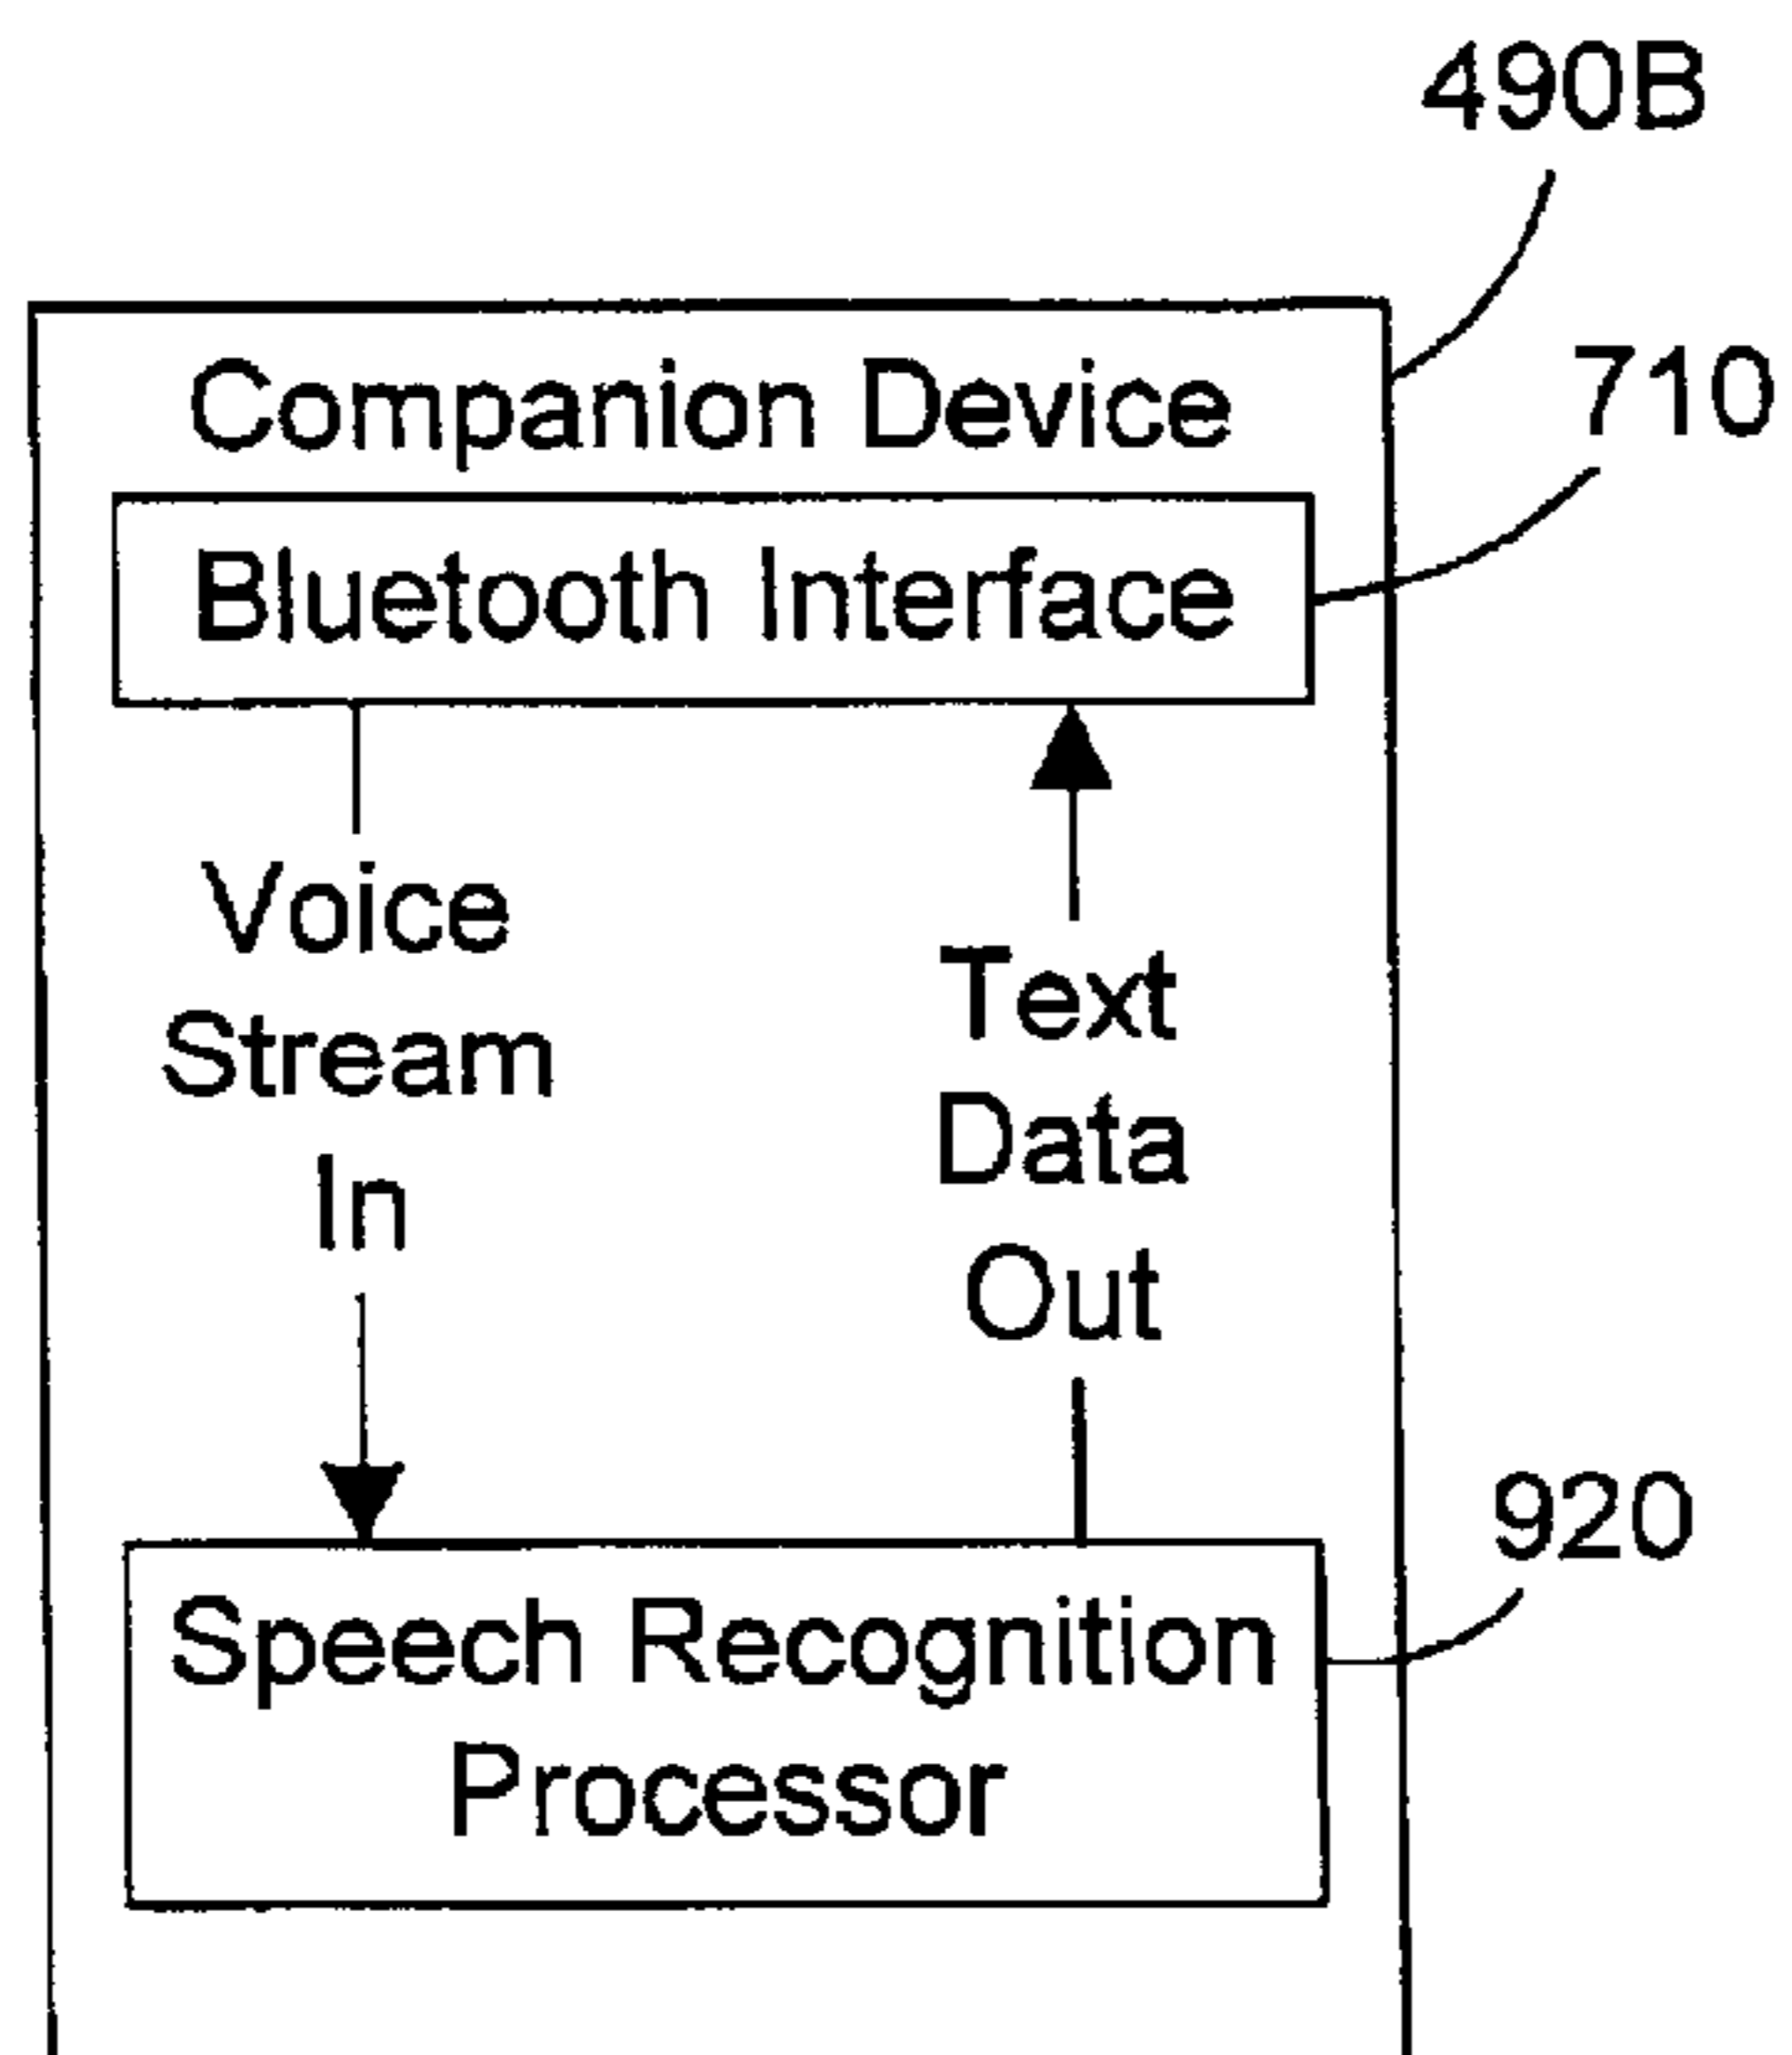 490B
Companion Device
710
Bluetooth Interface
Voice
Stream
In
Text
Data
Out
920
Speech Recognition
Processor